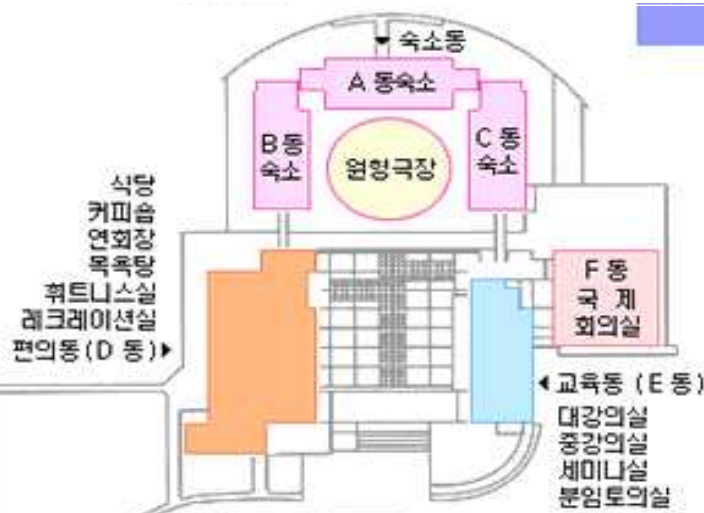 숙소동
A 동숙소
B 동
숙소
C 동
숙소
원형극장
식당
커피숍
연회장
목욕탕
휘트니스실
레크레이션실
편의동(D 동)
F 동
국 제
회의실
교육동 (E 동)
대강의실
중강의실
세미나실
분임토의실